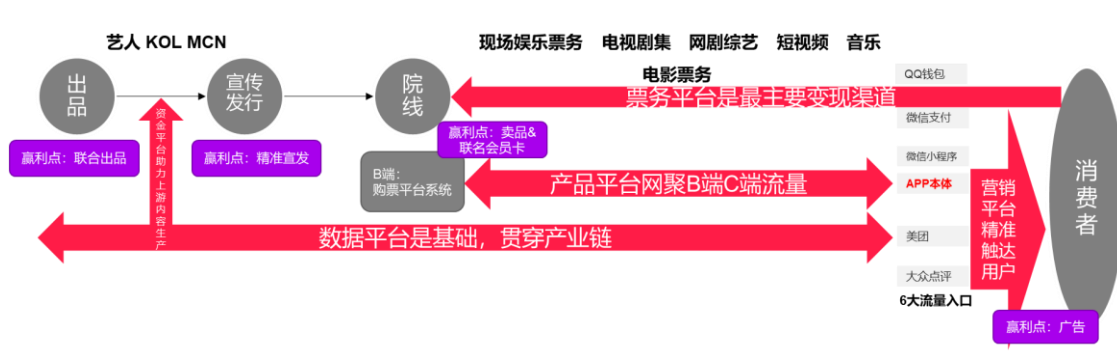 艺人 KOL MCN
现场娱乐票务 电视剧集 网剧综艺 短视频 音乐
电影票务
出
品
宣传
发行
院
线
票务平台是最主要变现渠道
QQ钱包
微信支付
微信小程序
APP本体
美团
大众点评
6大流量入口
消
费
者
资金平台助力上游内容生产
赢利点：联合出品
赢利点：精准宣发
赢利点：卖品&
联名会员卡
B端：
购票平台系统
产品平台网聚B端C端流量
数据平台是基础，贯穿产业链
营销
平台
精准
触达
用户
赢利点：广告